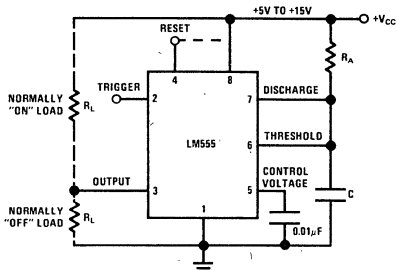 +5V TO +15V
+VCC
RESET
RA
4
8
TRIGGER
2
7
DISCHARGE
NORMALLY
"ON" LOAD
RL
LM555
6
THRESHOLD
OUTPUT
3
CONTROL
VOLTAGE
5
C
NORMALLY
"OFF" LOAD
RL
1
0.01μF